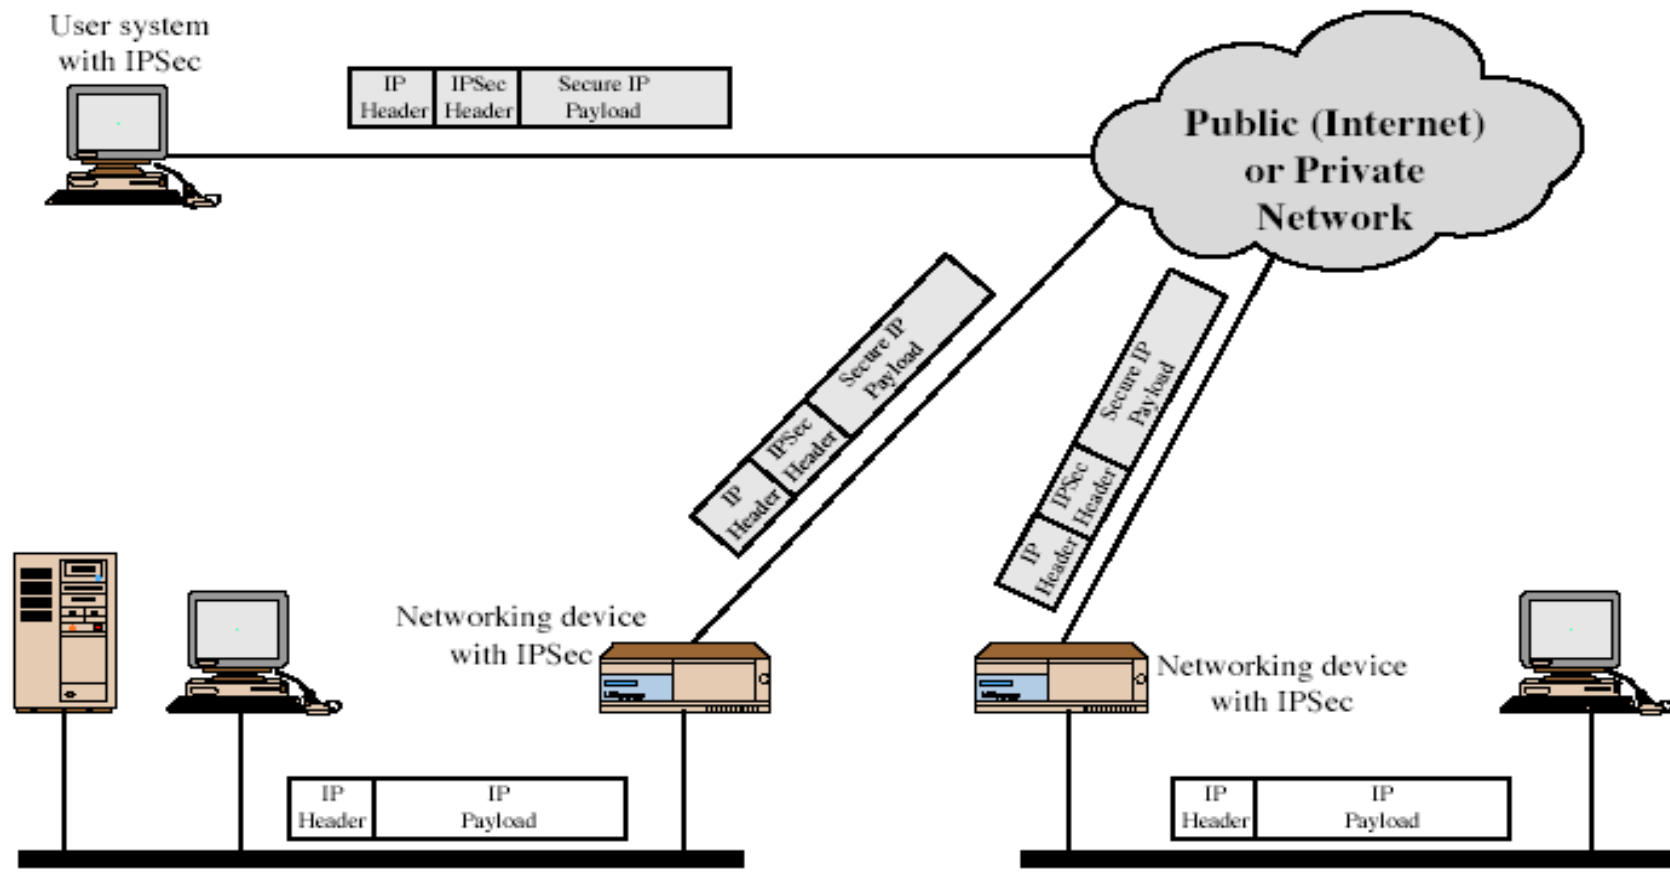 User system
with IPSec
IP
Header
IPSec
Header
Secure IP
Payload
Public (Internet)
or Private
Network
Secure IP
Payload
IPSec
Header
IP
Header
Secure IP
Payload
IPSec
Header
IP
Header
Networking device
with IPSec
Networking device
with IPSec
IP
Header
IP
Payload
IP
Header
IP
Payload